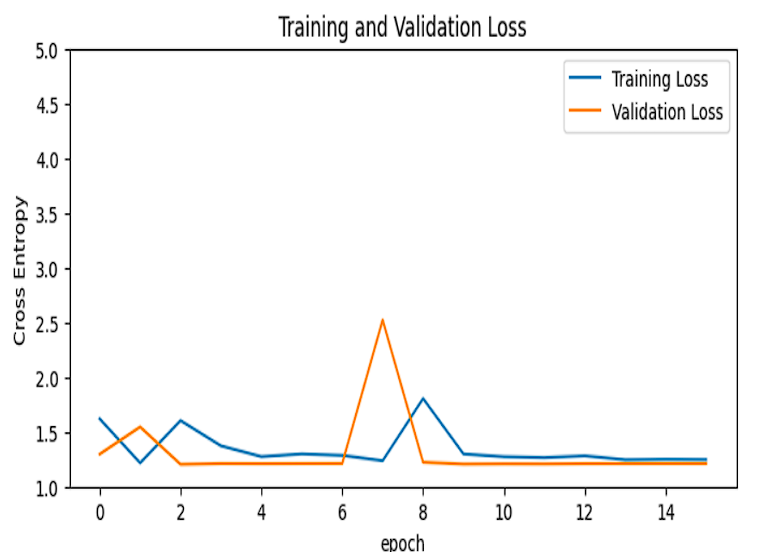 Training and Validation Loss
5.0
4.5
4.0
3.5
3.0
2.5
2.0
1.5
1.0
Cross Entropy
Training Loss
Validation Loss
0 2 4 6 8 10 12 14
epoch